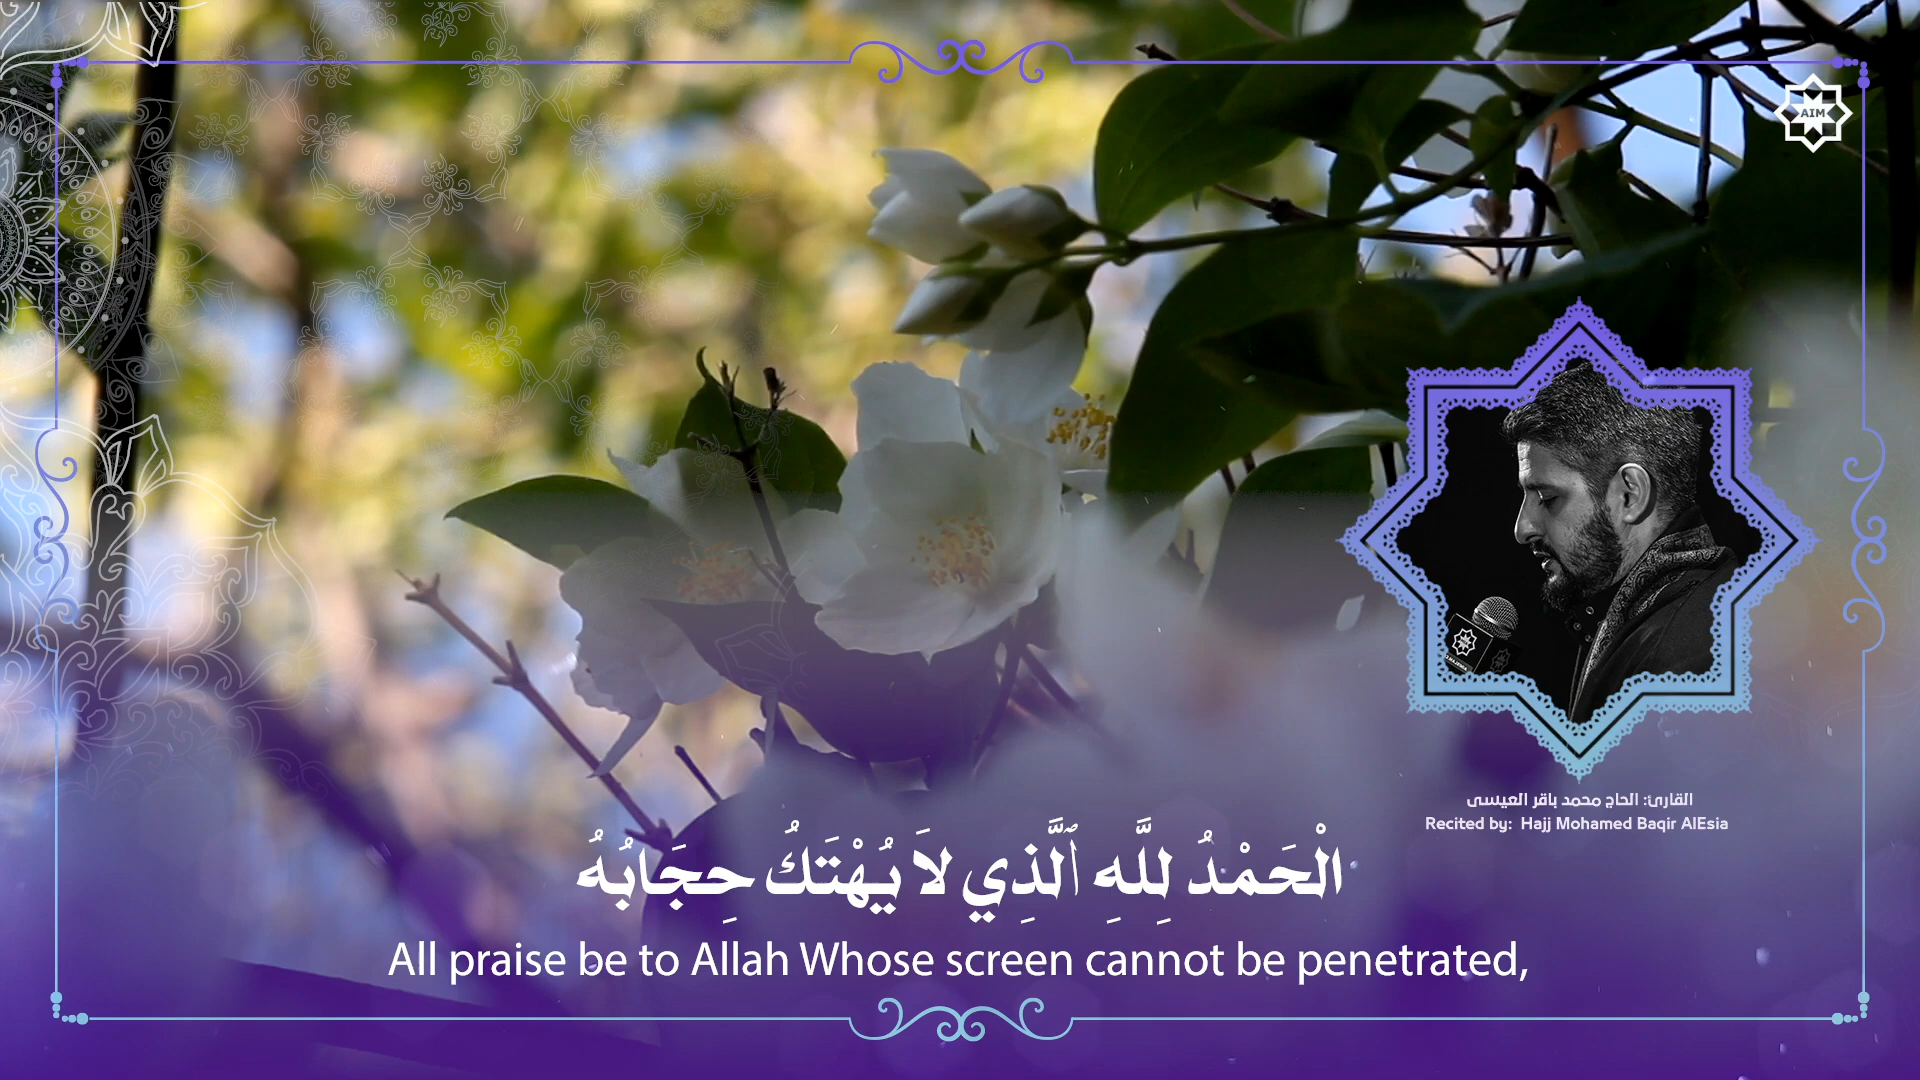 AIM
القارئ: الحاج محمد باقر العيسى
Recited by: Hajj Mohamed Baqir AlEsia
الْحَمْدُ لِلَّهِ ٱلَّذِي لاَ يُهْتَكُ حِجَابُهُ
All praise be to Allah Whose screen cannot be penetrated,